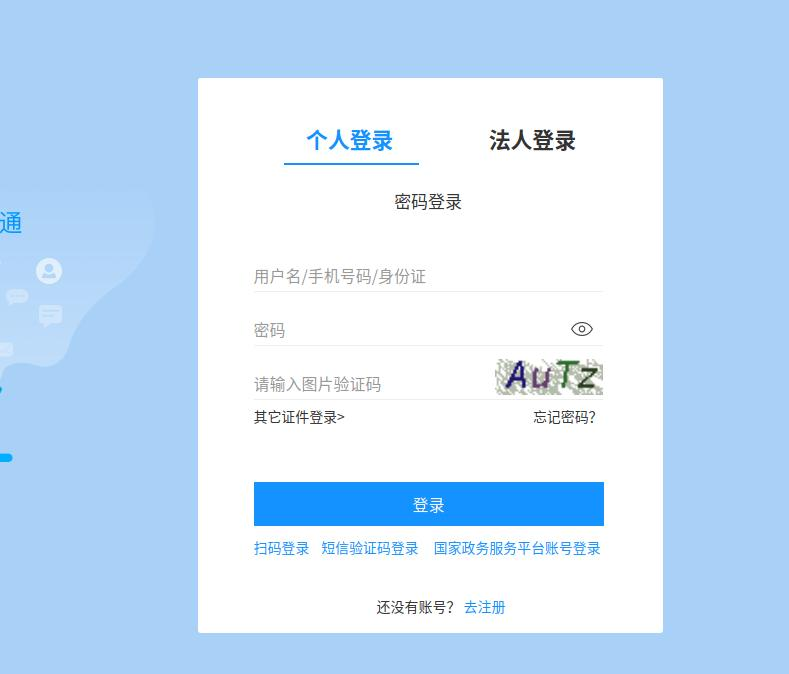 个人登录 法人登录
密码登录
通
用户名/手机号码/身份证
密码
请输入图片验证码 AuTz
其它证件登录> 忘记密码?
登录
扫码登录 短信验证码登录 国家政务服务平台账号登录
还没有账号? 去注册